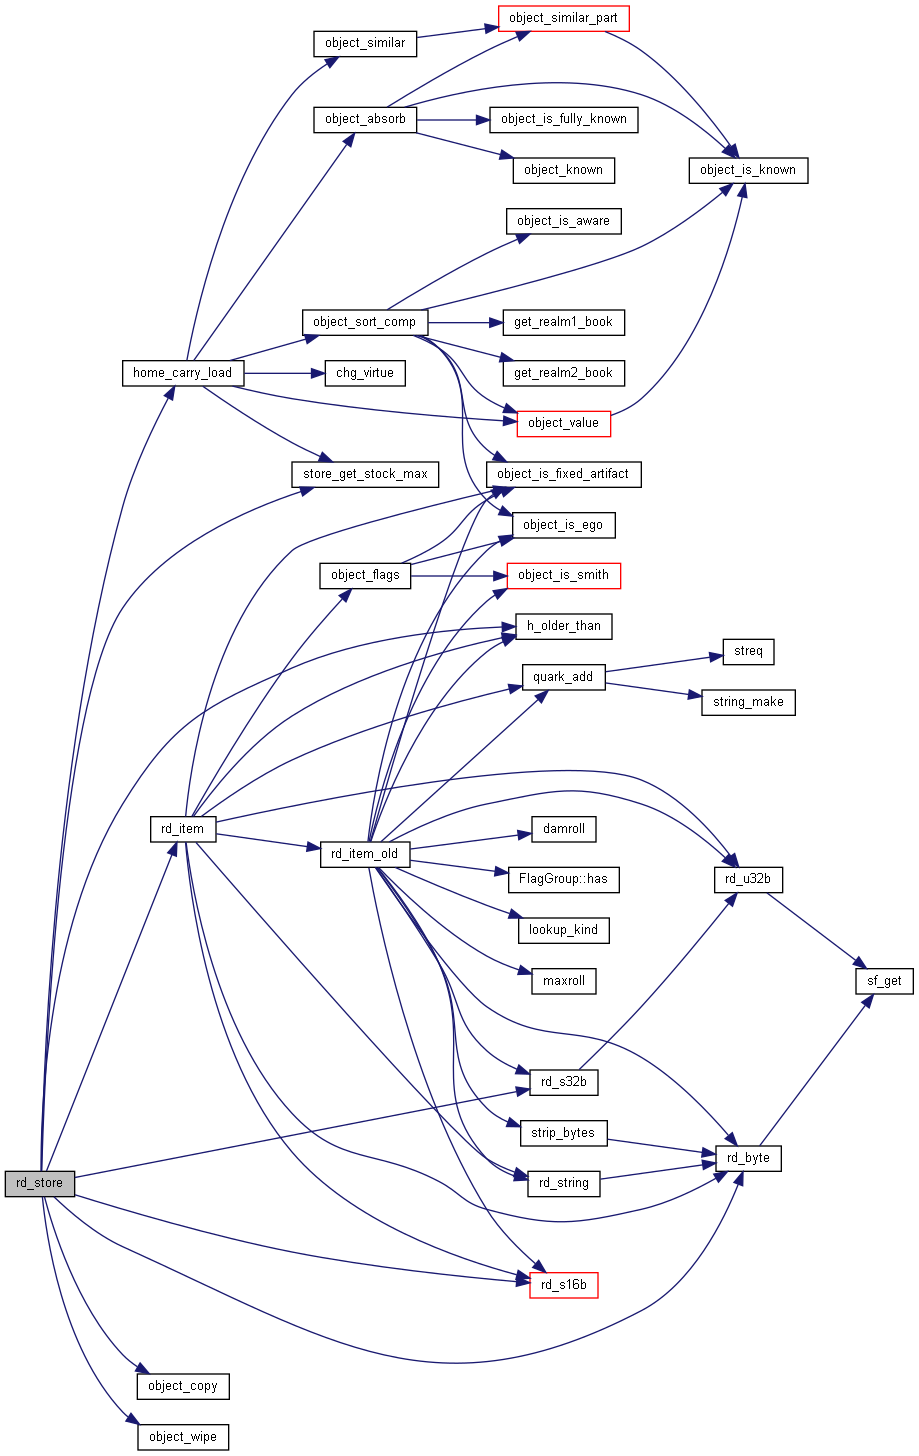 object_similar_part
object_similar
object_absorb
object_is_fully_known
object_known
object_is_known
object_is_aware
object_sort_comp
get_realm1_book
home_carry_load
chg_virtue
get_realm2_book
object_value
store_get_stock_max
object_is_fixed_artifact
object_is_ego
object_flags
object_is_smith
h_older_than
streq
quark_add
string_make
rd_item
damroll
rd_item_old
FlagGroup::has
rd_u32b
lookup_kind
maxroll
sf_get
rd_s32b
strip_bytes
rd_byte
rd_store
rd_string
rd_s16b
object_copy
object_wipe